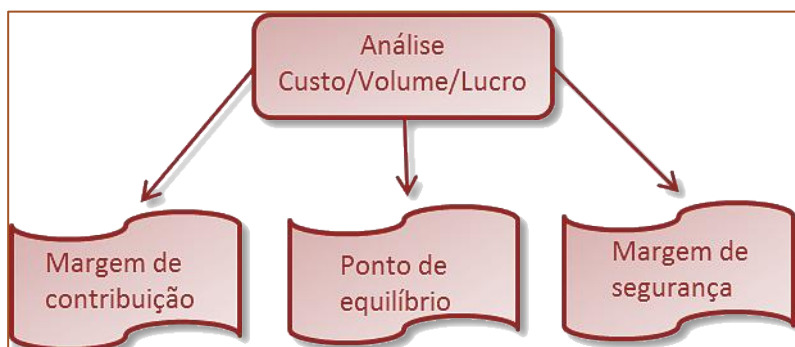 Análise
Custo/Volume/Lucro
Margem de
contribuição
Ponto de
equilíbrio
Margem de
segurança